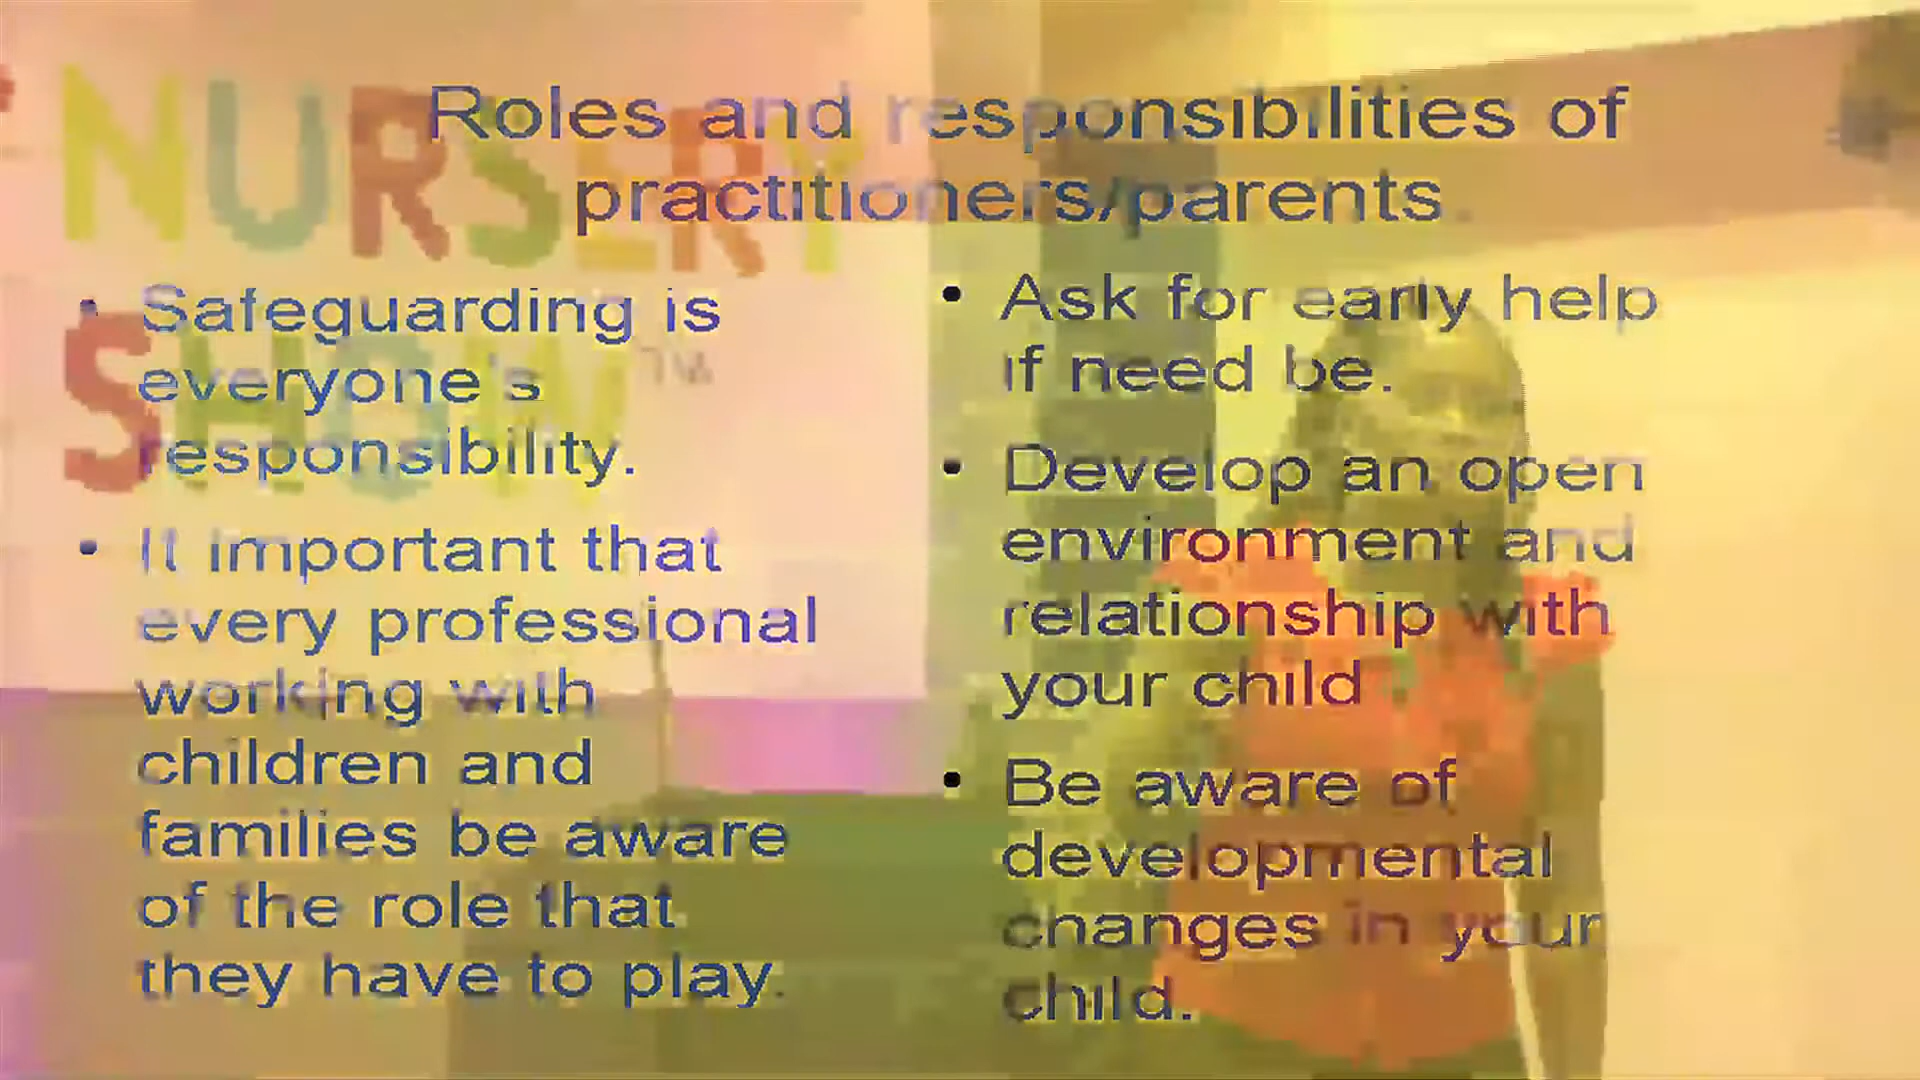 NURSERY
SHOW™
Roles and responsibilities of
practitioners/parents.
• Safeguarding is
everyone's
responsibility.
• It important that
every professional
working with
children and
families be aware
of the role that
they have to play.
• Ask for early help
if need be.
• Develop an open
environment and
relationship with
your child
• Be aware of
developmental
changes in your
child.